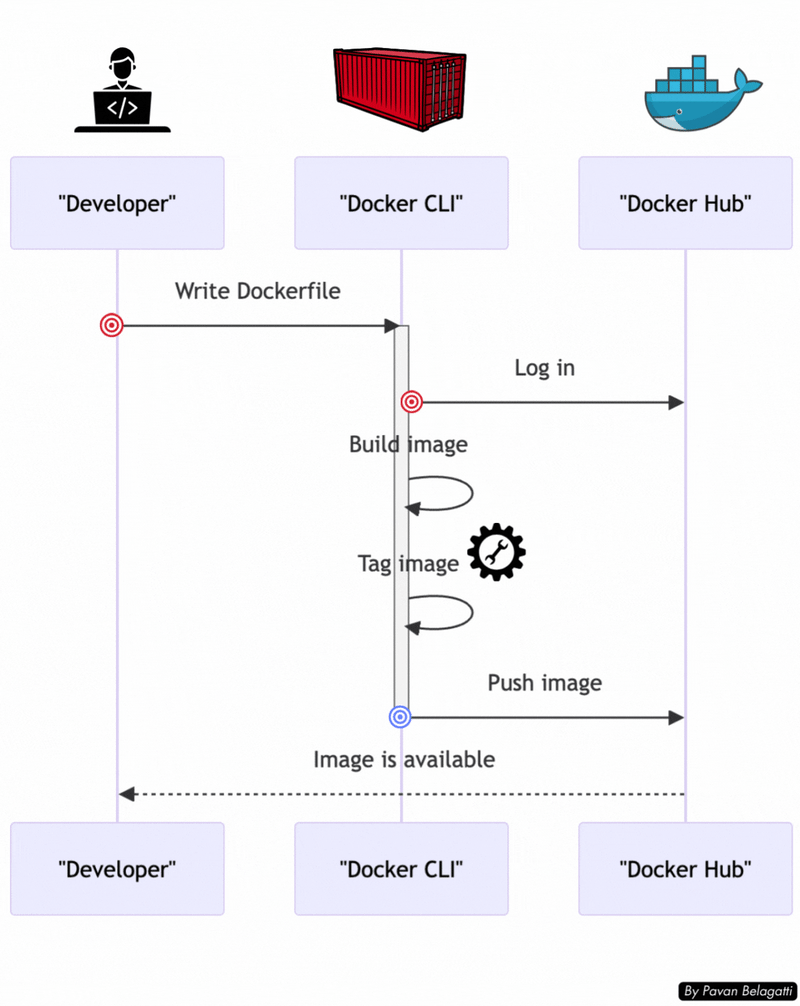 </>
"Developer"
"Docker CLI"
"Docker Hub"
Write Dockerfile
Log in
Build image
Tag image
Push image
Image is available
"Developer"
"Docker CLI"
"Docker Hub"
By Pavan Belagatti